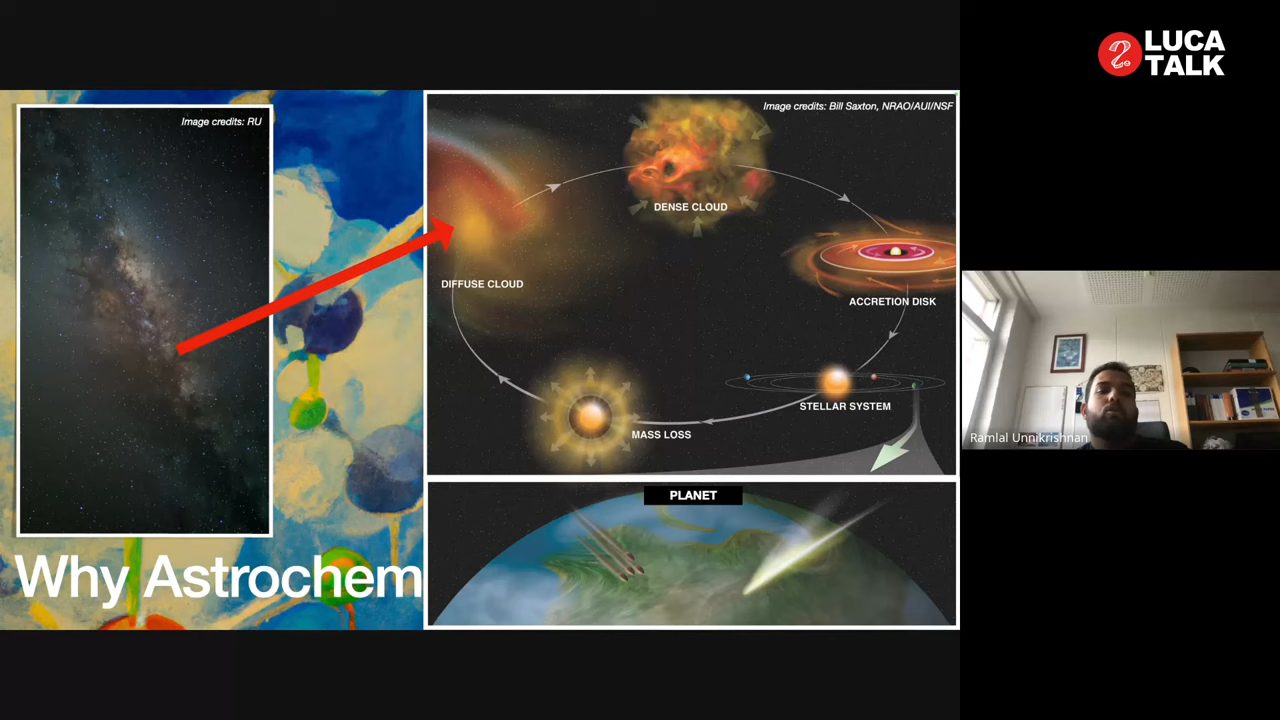 LUCA
TALK
Image credits: RU
Image credits: Bill Saxton, NRAO/AUI/NSF
DENSE CLOUD
DIFFUSE CLOUD
ACCRETION DISK
STELLAR SYSTEM
MASS LOSS
PLANET
Why Astrochem
Ramlal Unnikrishnan